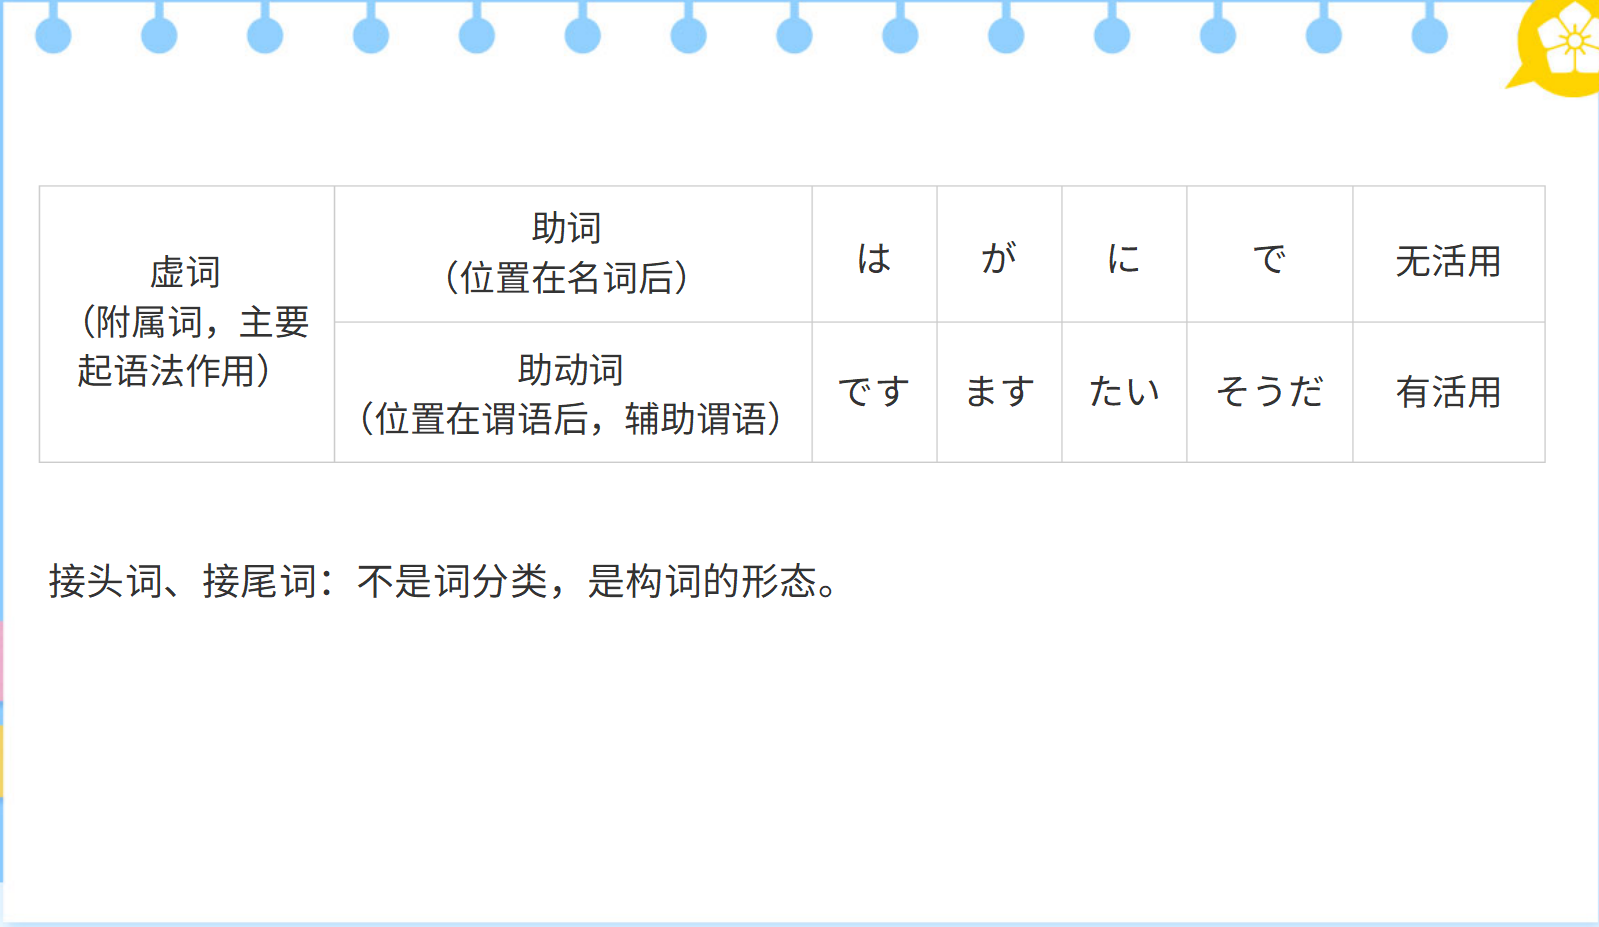 虚词
（附属词，主要
起语法作用）
助词
（位置在名词后）
は
が
に
で
无活用
助动词
（位置在谓语后，辅助谓语）
です
ます
たい
そうだ
有活用
接头词、接尾词：不是词分类，是构词的形态。